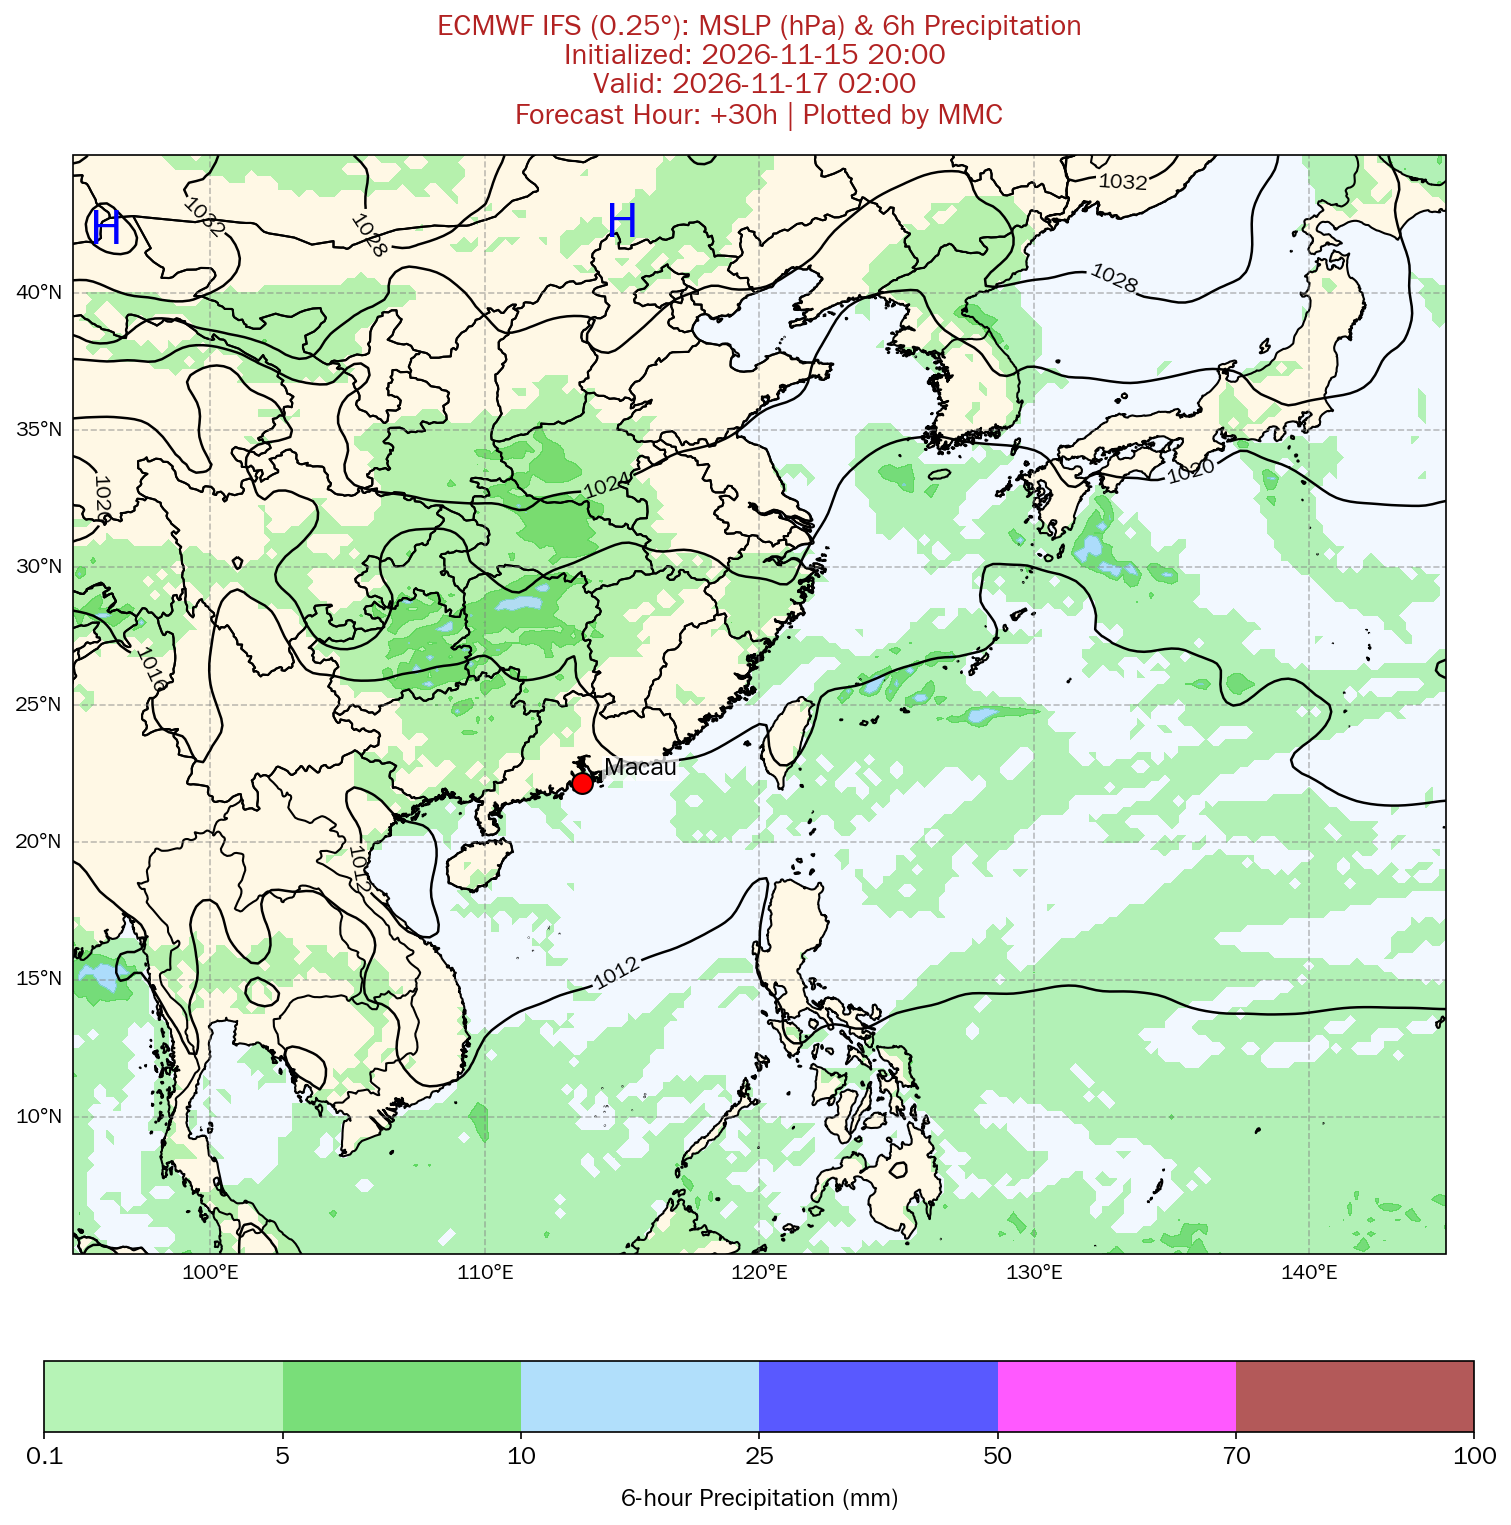 ECMWF IFS (0.25°): MSLP (hPa) & 6h Precipitation
Initialized: 2026-11-15 20:00
Valid: 2026-11-17 02:00
Forecast Hour: +30h | Plotted by MMC
1032
1032
1028
H
H
1028
40°N
35°N
1020
1024
1020
30°N
1016
25°N
Macau
20°N
1012
1012
15°N
10°N
100°E 110°E 120°E 130°E 140°E
0.1 5 10 25 50 70 100
6-hour Precipitation (mm)